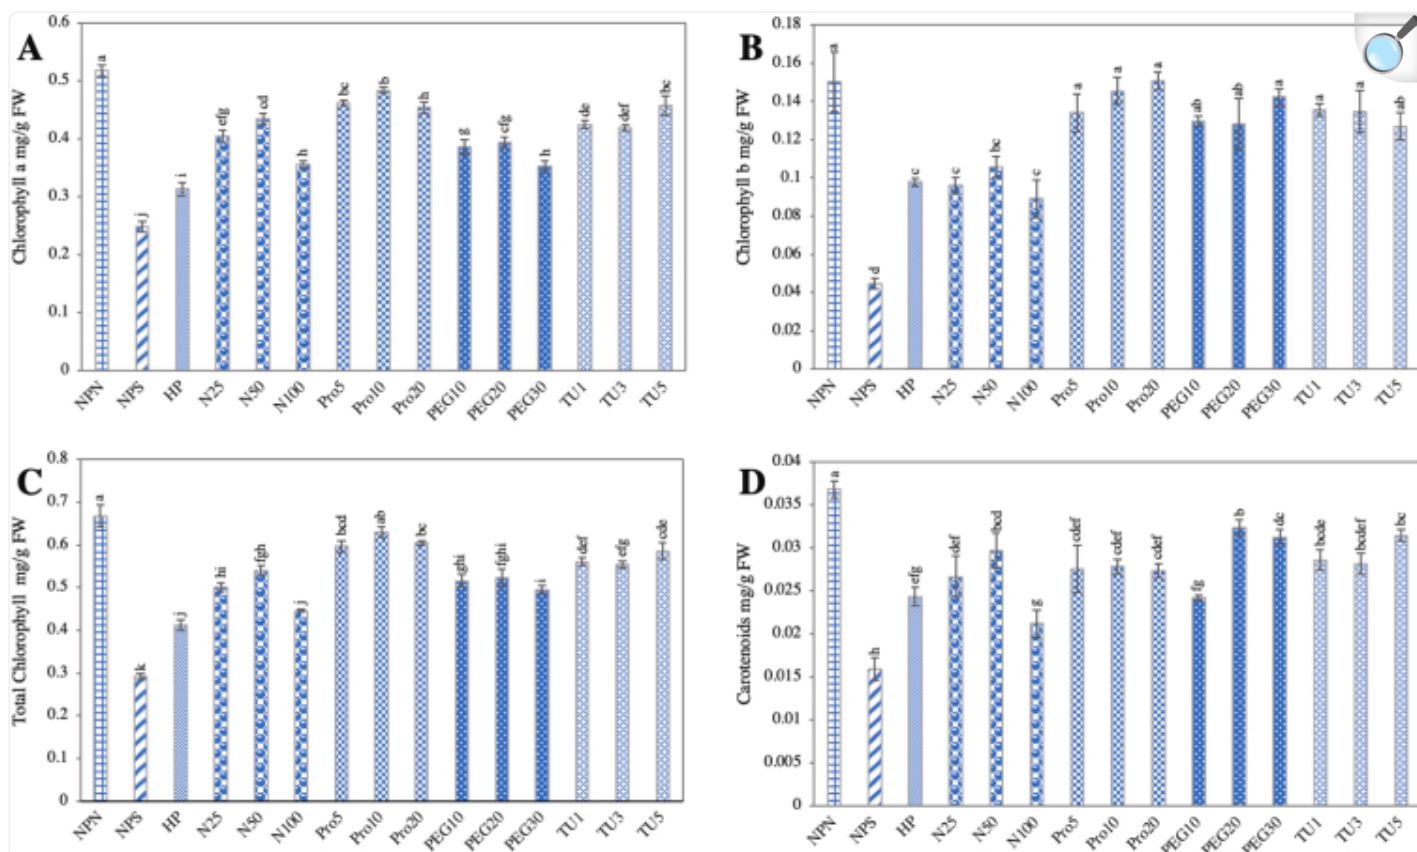 A
Chlorophyll a mg/g FW
0.6
0.5
0.4
0.3
0.2
0.1
0
a
j
i
efg
cd
h
bc
b
h
g
cfg
h
de
def
bc
NPN
NPS
HP
N25
N50
N100
Pro5
Pro10
Pro20
PEG10
PEG20
PEG30
TU1
TU3
TU5
B
Chlorophyll b mg/g FW
0.18
0.16
0.14
0.12
0.1
0.08
0.06
0.04
0.02
0
a
d
c
c
bc
c
a
a
a
ab
ab
a
a
a
ab
NPN
NPS
HP
N25
N50
N100
Pro5
Pro10
Pro20
PEG10
PEG20
PEG30
TU1
TU3
TU5
C
Total Chlorophyll mg/g FW
0.8
0.7
0.6
0.5
0.4
0.3
0.2
0.1
0
a
k
j
hi
fgh
j
bcd
ab
bc
ghi
fghi
i
def
efg
cde
NPN
NPS
HP
N25
N50
N100
Pro5
Pro10
Pro20
PEG10
PEG20
PEG30
TU1
TU3
TU5
D
Carotenoids mg/g FW
0.04
0.035
0.03
0.025
0.02
0.015
0.01
0.005
0
a
h
efg
def
bcd
g
cdef
cdef
cdef
fg
b
dc
bcde
bcdef
bc
NPN
NPS
HP
N25
N50
N100
Pro5
Pro10
Pro20
PEG10
PEG20
PEG30
TU1
TU3
TU5